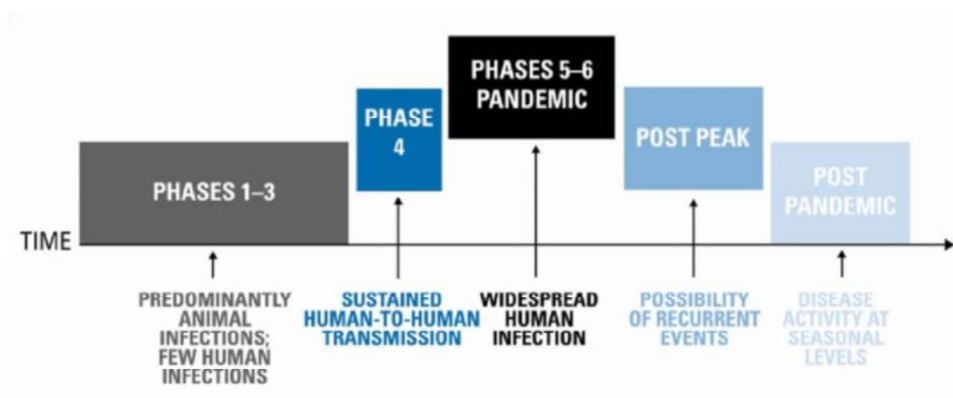 PHASES 5–6
PANDEMIC
PHASE
4
POST PEAK
PHASES 1–3
POST
PANDEMIC
TIME
PREDOMINANTLY
ANIMAL
INFECTIONS;
FEW HUMAN
INFECTIONS
SUSTAINED
HUMAN-TO-HUMAN
TRANSMISSION
WIDESPREAD
HUMAN
INFECTION
POSSIBILITY
OF RECURRENT
EVENTS
DISEASE
ACTIVITY AT
SEASONAL
LEVELS